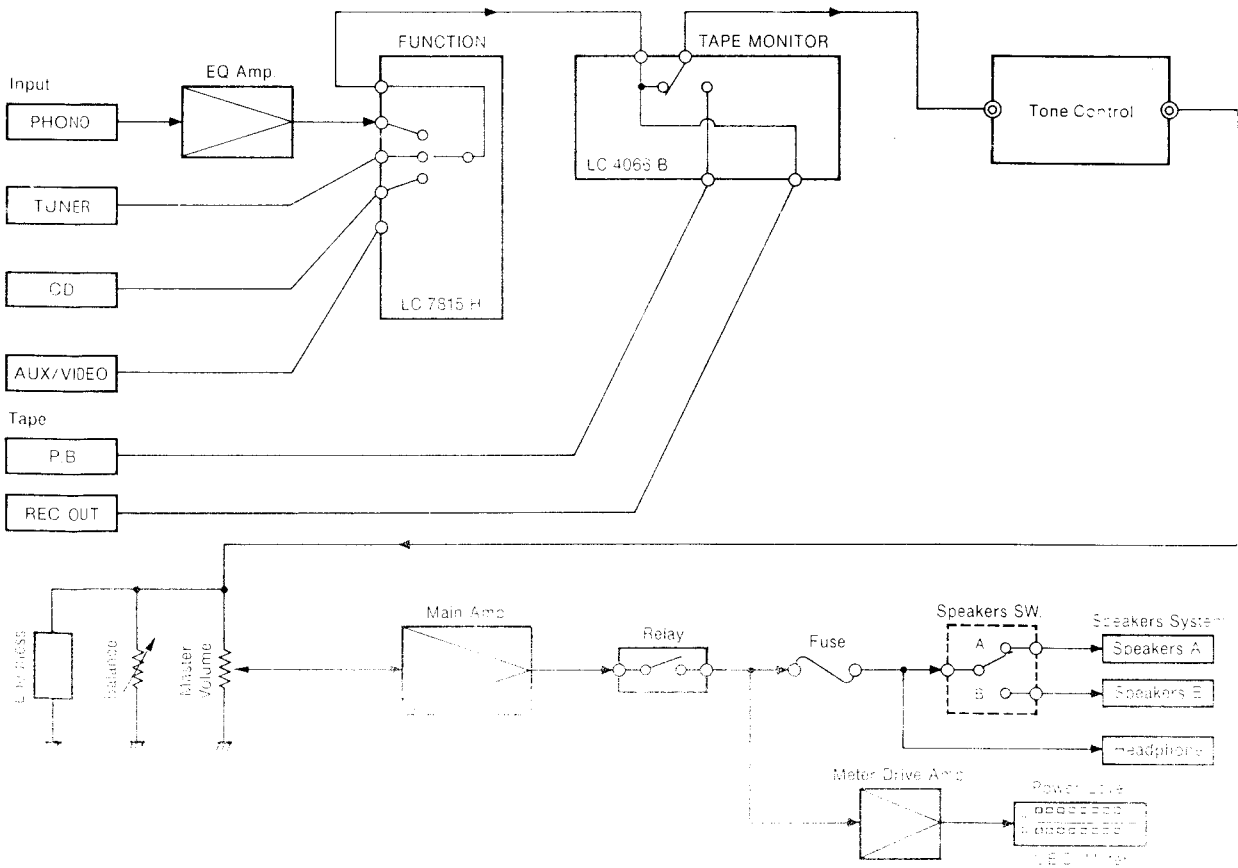 FUNCTION
TAPE MONITOR
Input
EQ Amp.
PHONO
Tone Control
LC 4066 B
TUNER
CD
LC 7815 H
AUX/VIDEO
Tape
P.B
REC OUT
Main Amp
Speakers SW.
Speakers System
Relay
Fuse
A
Speakers A
Loudness
Balance
Master
Volume
B
Speakers B
Headphone
Meter Drive Amp
Power Level